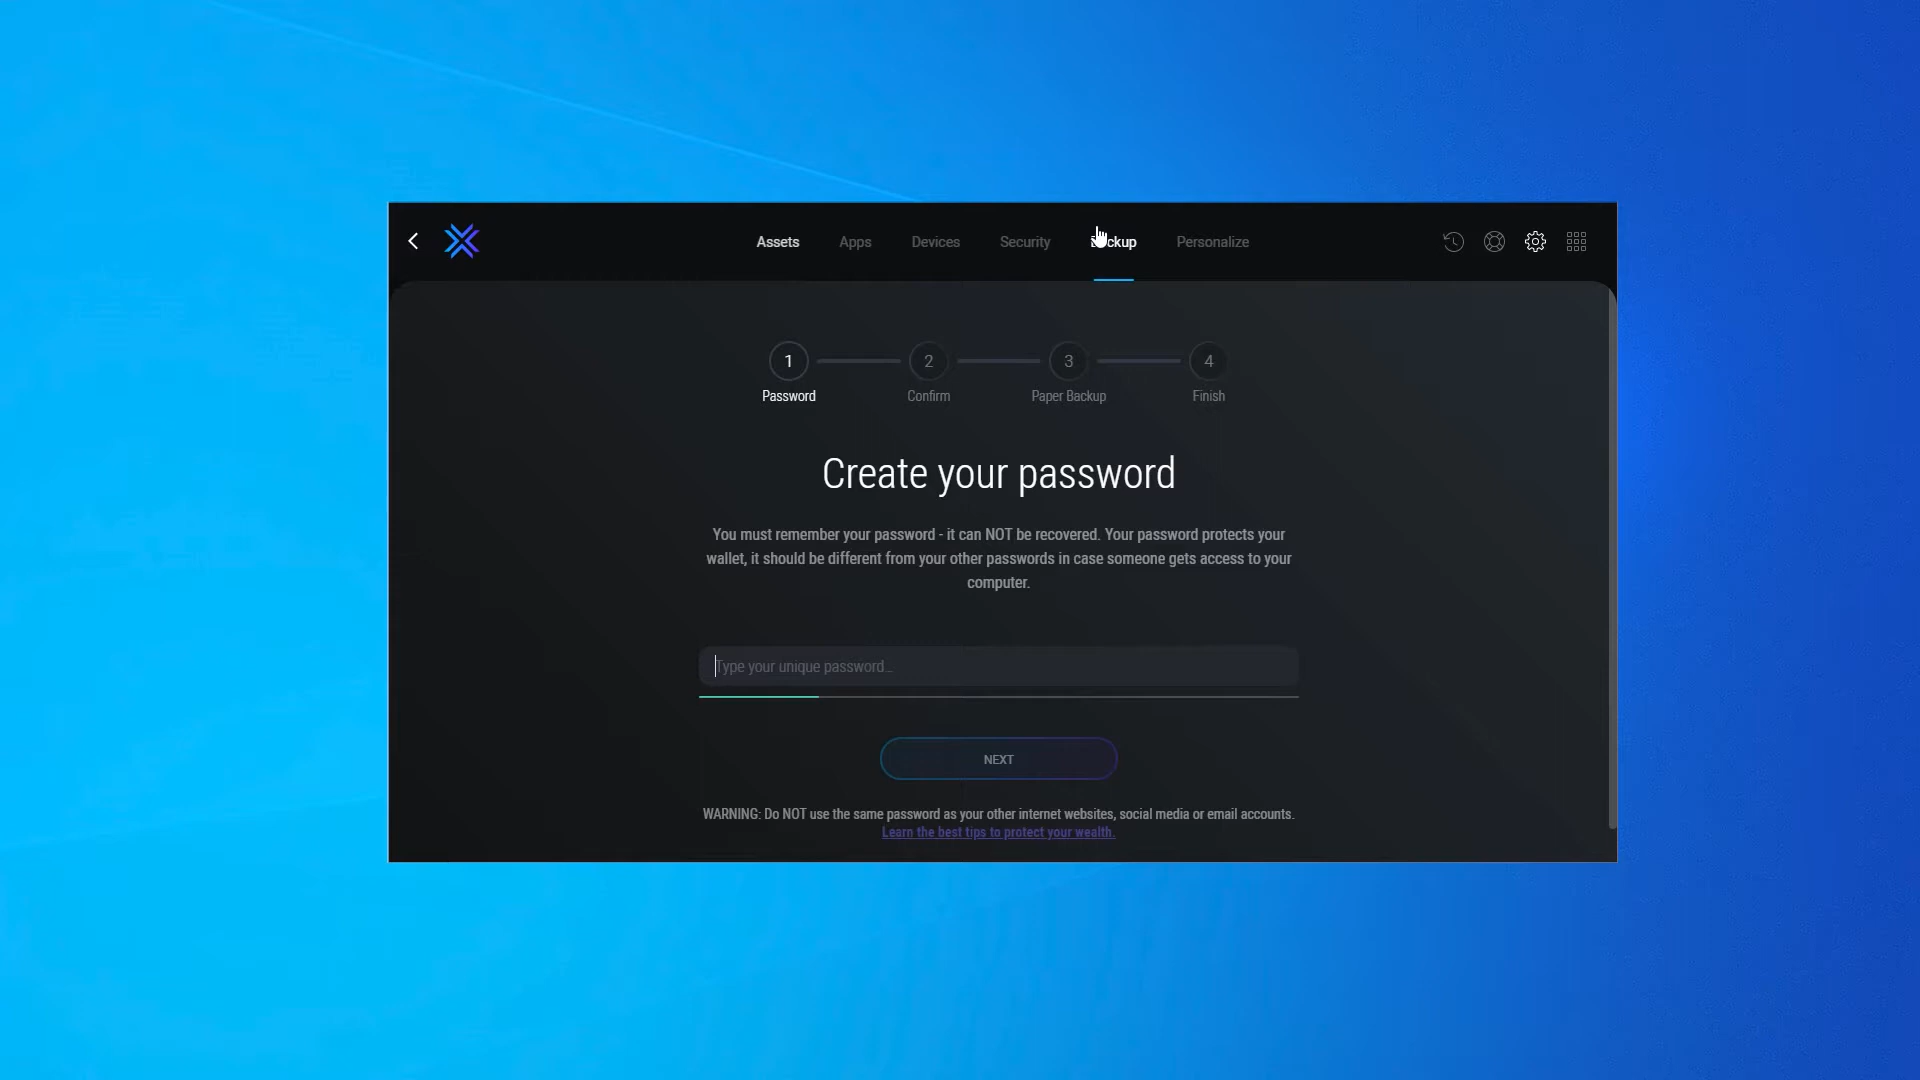 Assets Apps Devices Security Backup Personalize
1 2 3 4
Password Confirm Paper Backup Finish
Create your password
You must remember your password - it can NOT be recovered. Your password protects your
wallet, it should be different from your other passwords in case someone gets access to your
computer.
Type your unique password...
NEXT
WARNING: Do NOT use the same password as your other internet websites, social media or email accounts.
Learn the best tips to protect your wealth.